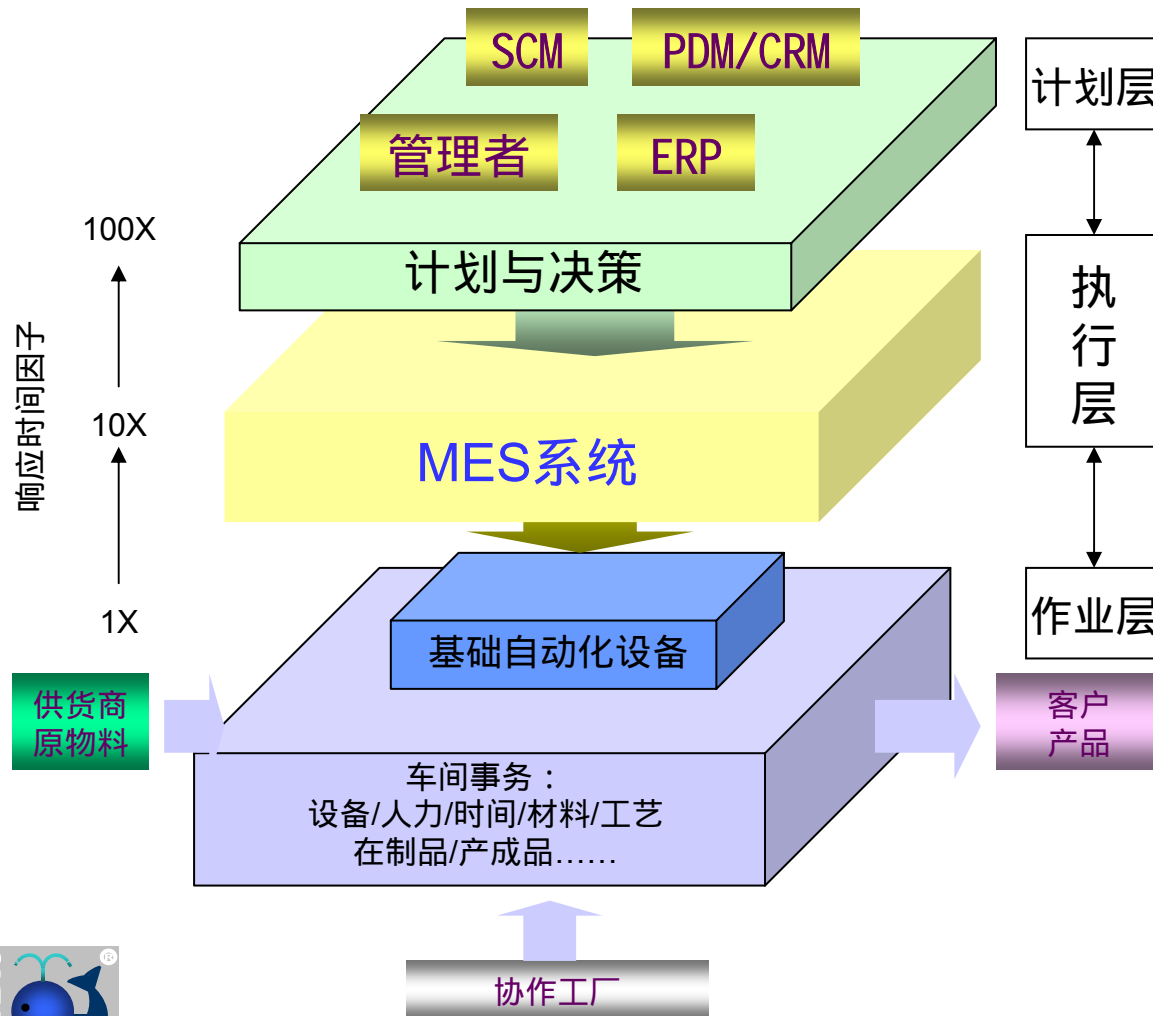 SCM
PDM/CRM
计划层
管理者
ERP
100X
计划与决策
执
行
层
响应时间因子
10X
MES系统
1X
作业层
基础自动化设备
供货商
原物料
客户
产品
车间事务：
设备/人力/时间/材料/工艺
在制品/产成品……
协作工厂
®